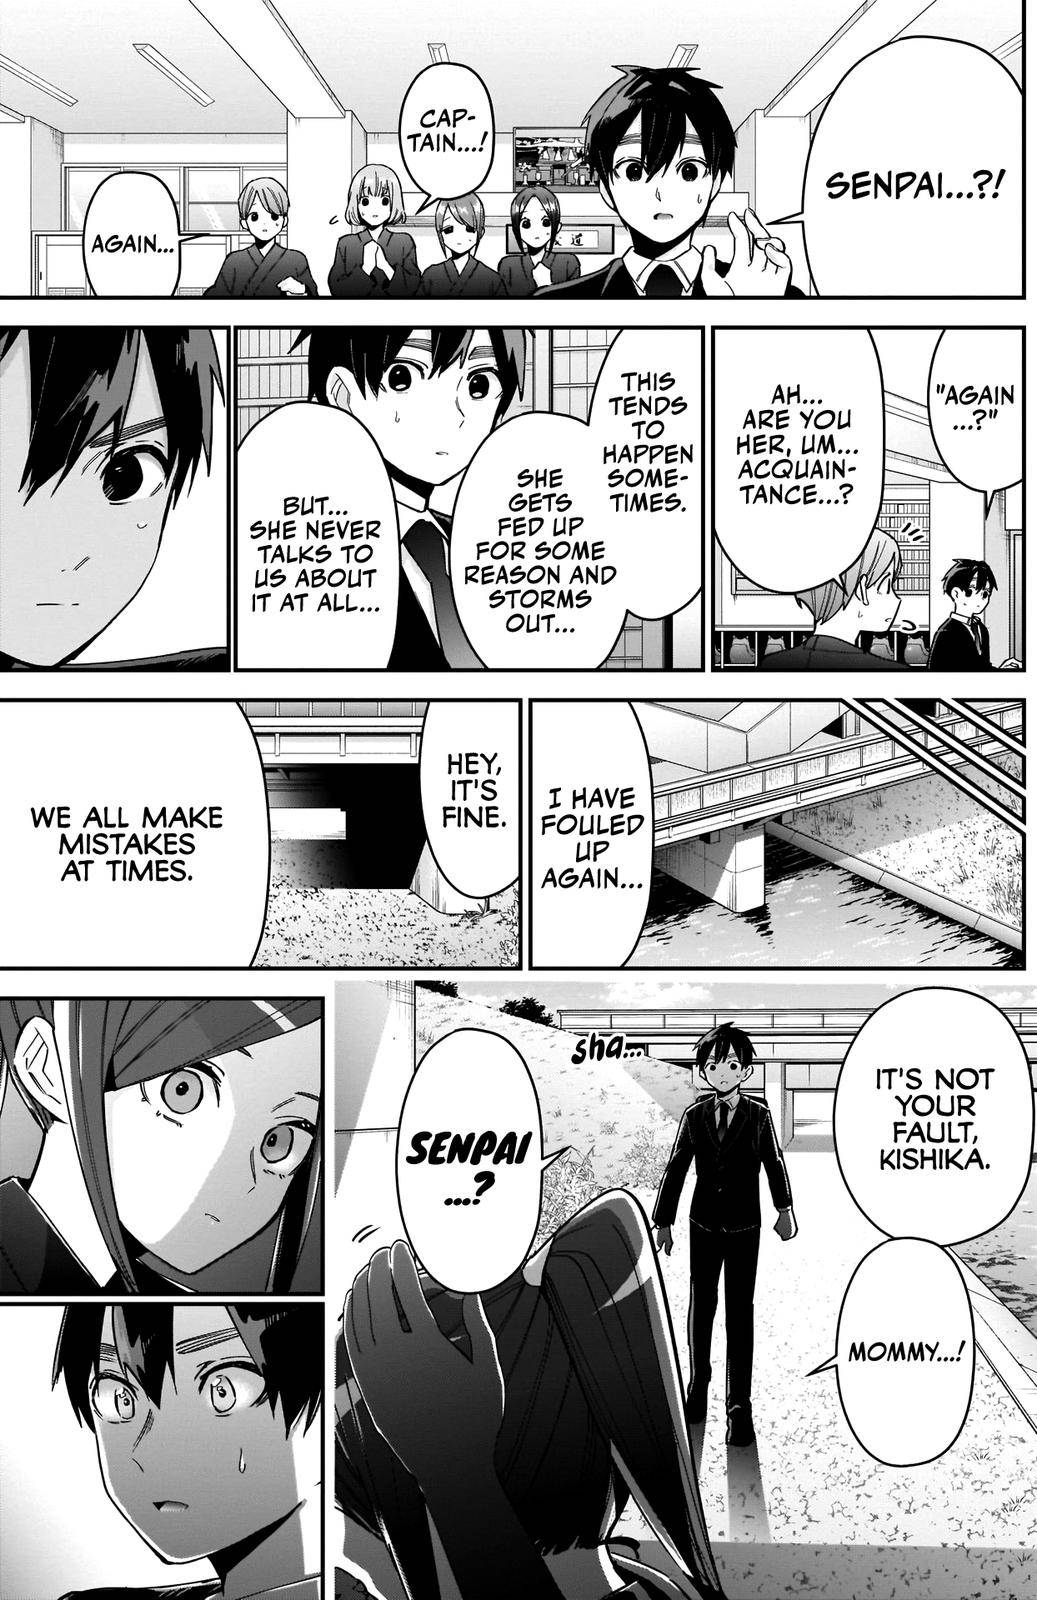 SENPAI...?!
CAP-
TAIN...!
AGAIN...
"AGAIN
...?"
AH...
ARE YOU
HER, UM...
ACQUAIN-
TANCE...?
THIS
TENDS
TO
HAPPEN
SOME-
TIMES.
SHE
GETS
FED UP
FOR SOME
REASON AND
STORMS
OUT...
BUT...
SHE NEVER
TALKS TO
US ABOUT
IT AT ALL...
I HAVE
FOULED
UP
AGAIN...
HEY,
IT'S
FINE.
WE ALL MAKE
MISTAKES
AT TIMES.
IT'S NOT
YOUR
FAULT,
KISHIKA.
MOMMY...!
sha...
SENPAI
...?